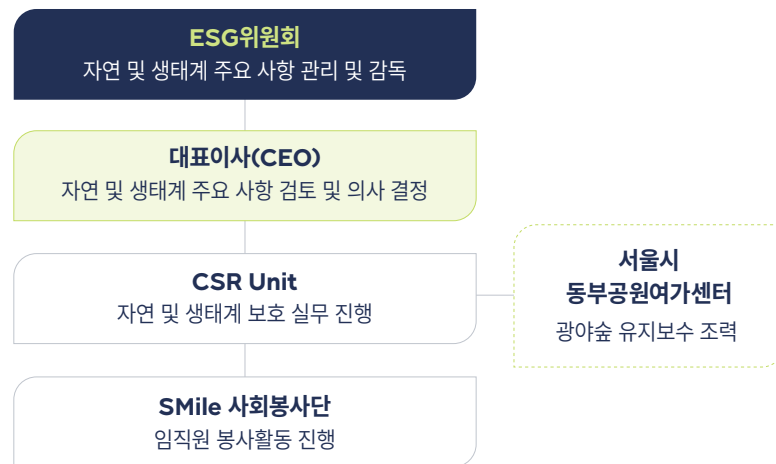 ESG위원회
자연 및 생태계 주요 사항 관리 및 감독
대표이사(CEO)
자연 및 생태계 주요 사항 검토 및 의사 결정
CSR Unit
자연 및 생태계 보호 실무 진행
서울시
동부공원여가센터
광야숲 유지보수 조력
SMile 사회봉사단
임직원 봉사활동 진행